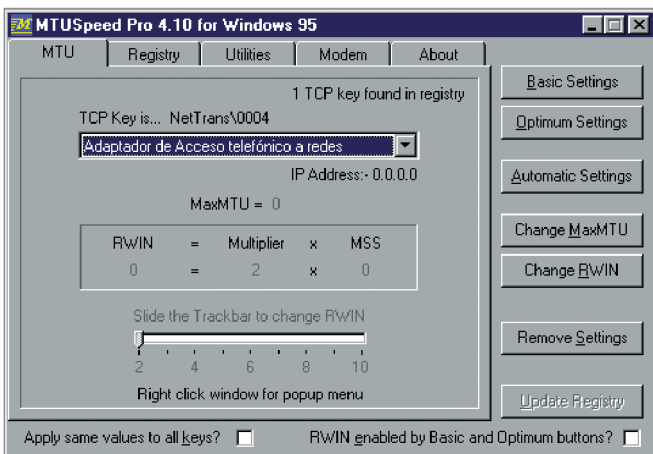 MTUSpeed Pro 4.10 for Windows 95
MTU Registry Utilities Modem About
1 TCP key found in registry
TCP Key is... NetTrans\0004
Adaptador de Acceso telefónico a redes
IP Address:- 0.0.0.0
MaxMTU = 0
RWIN = Multiplier x MSS
0 = 2 x 0
Slide the Trackbar to change RWIN
2 4 6 8 10
Right click window for popup menu
Basic Settings
Optimum Settings
Automatic Settings
Change MaxMTU
Change RWIN
Remove Settings
Update Registry
Apply same values to all keys? RWIN enabled by Basic and Optimum buttons?